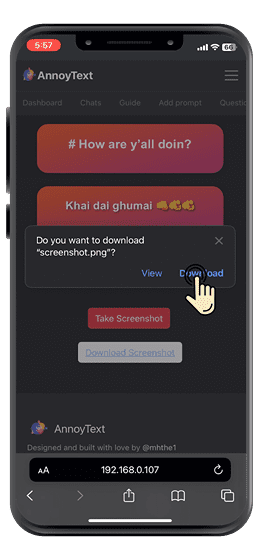 5:57
66
AnnoyText
Dashboard Chats Guide Add prompt Questic
# How are y'all doin?
Khai dal ghumai 👊💪💪
Do you want to download
"screenshot.png"?
View Download
Take Screenshot
Download Screenshot
AnnoyText
Designed and built with love by @mhthe1
AA 192.168.0.107